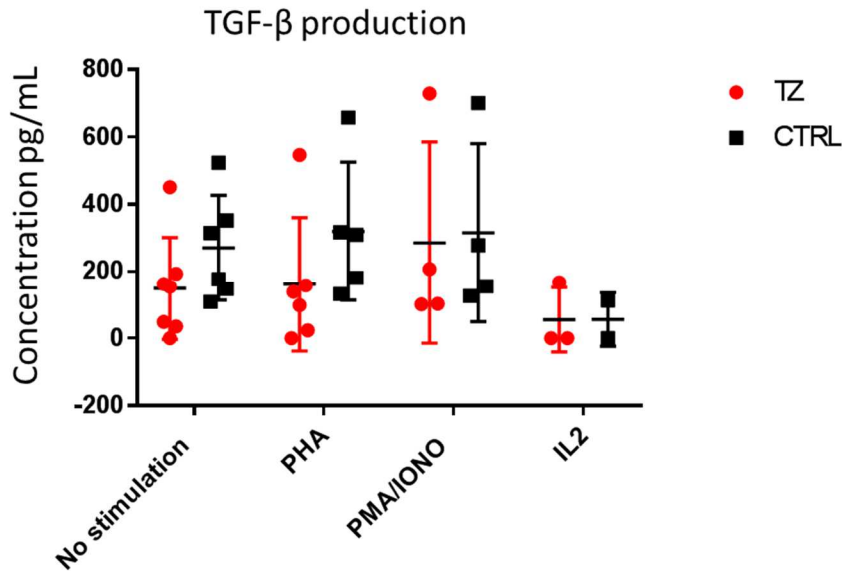 TGF-β production
Concentration pg/mL
800
600
400
200
0
-200
No stimulation
PHA
PMA/IONO
IL2
TZ
CTRL